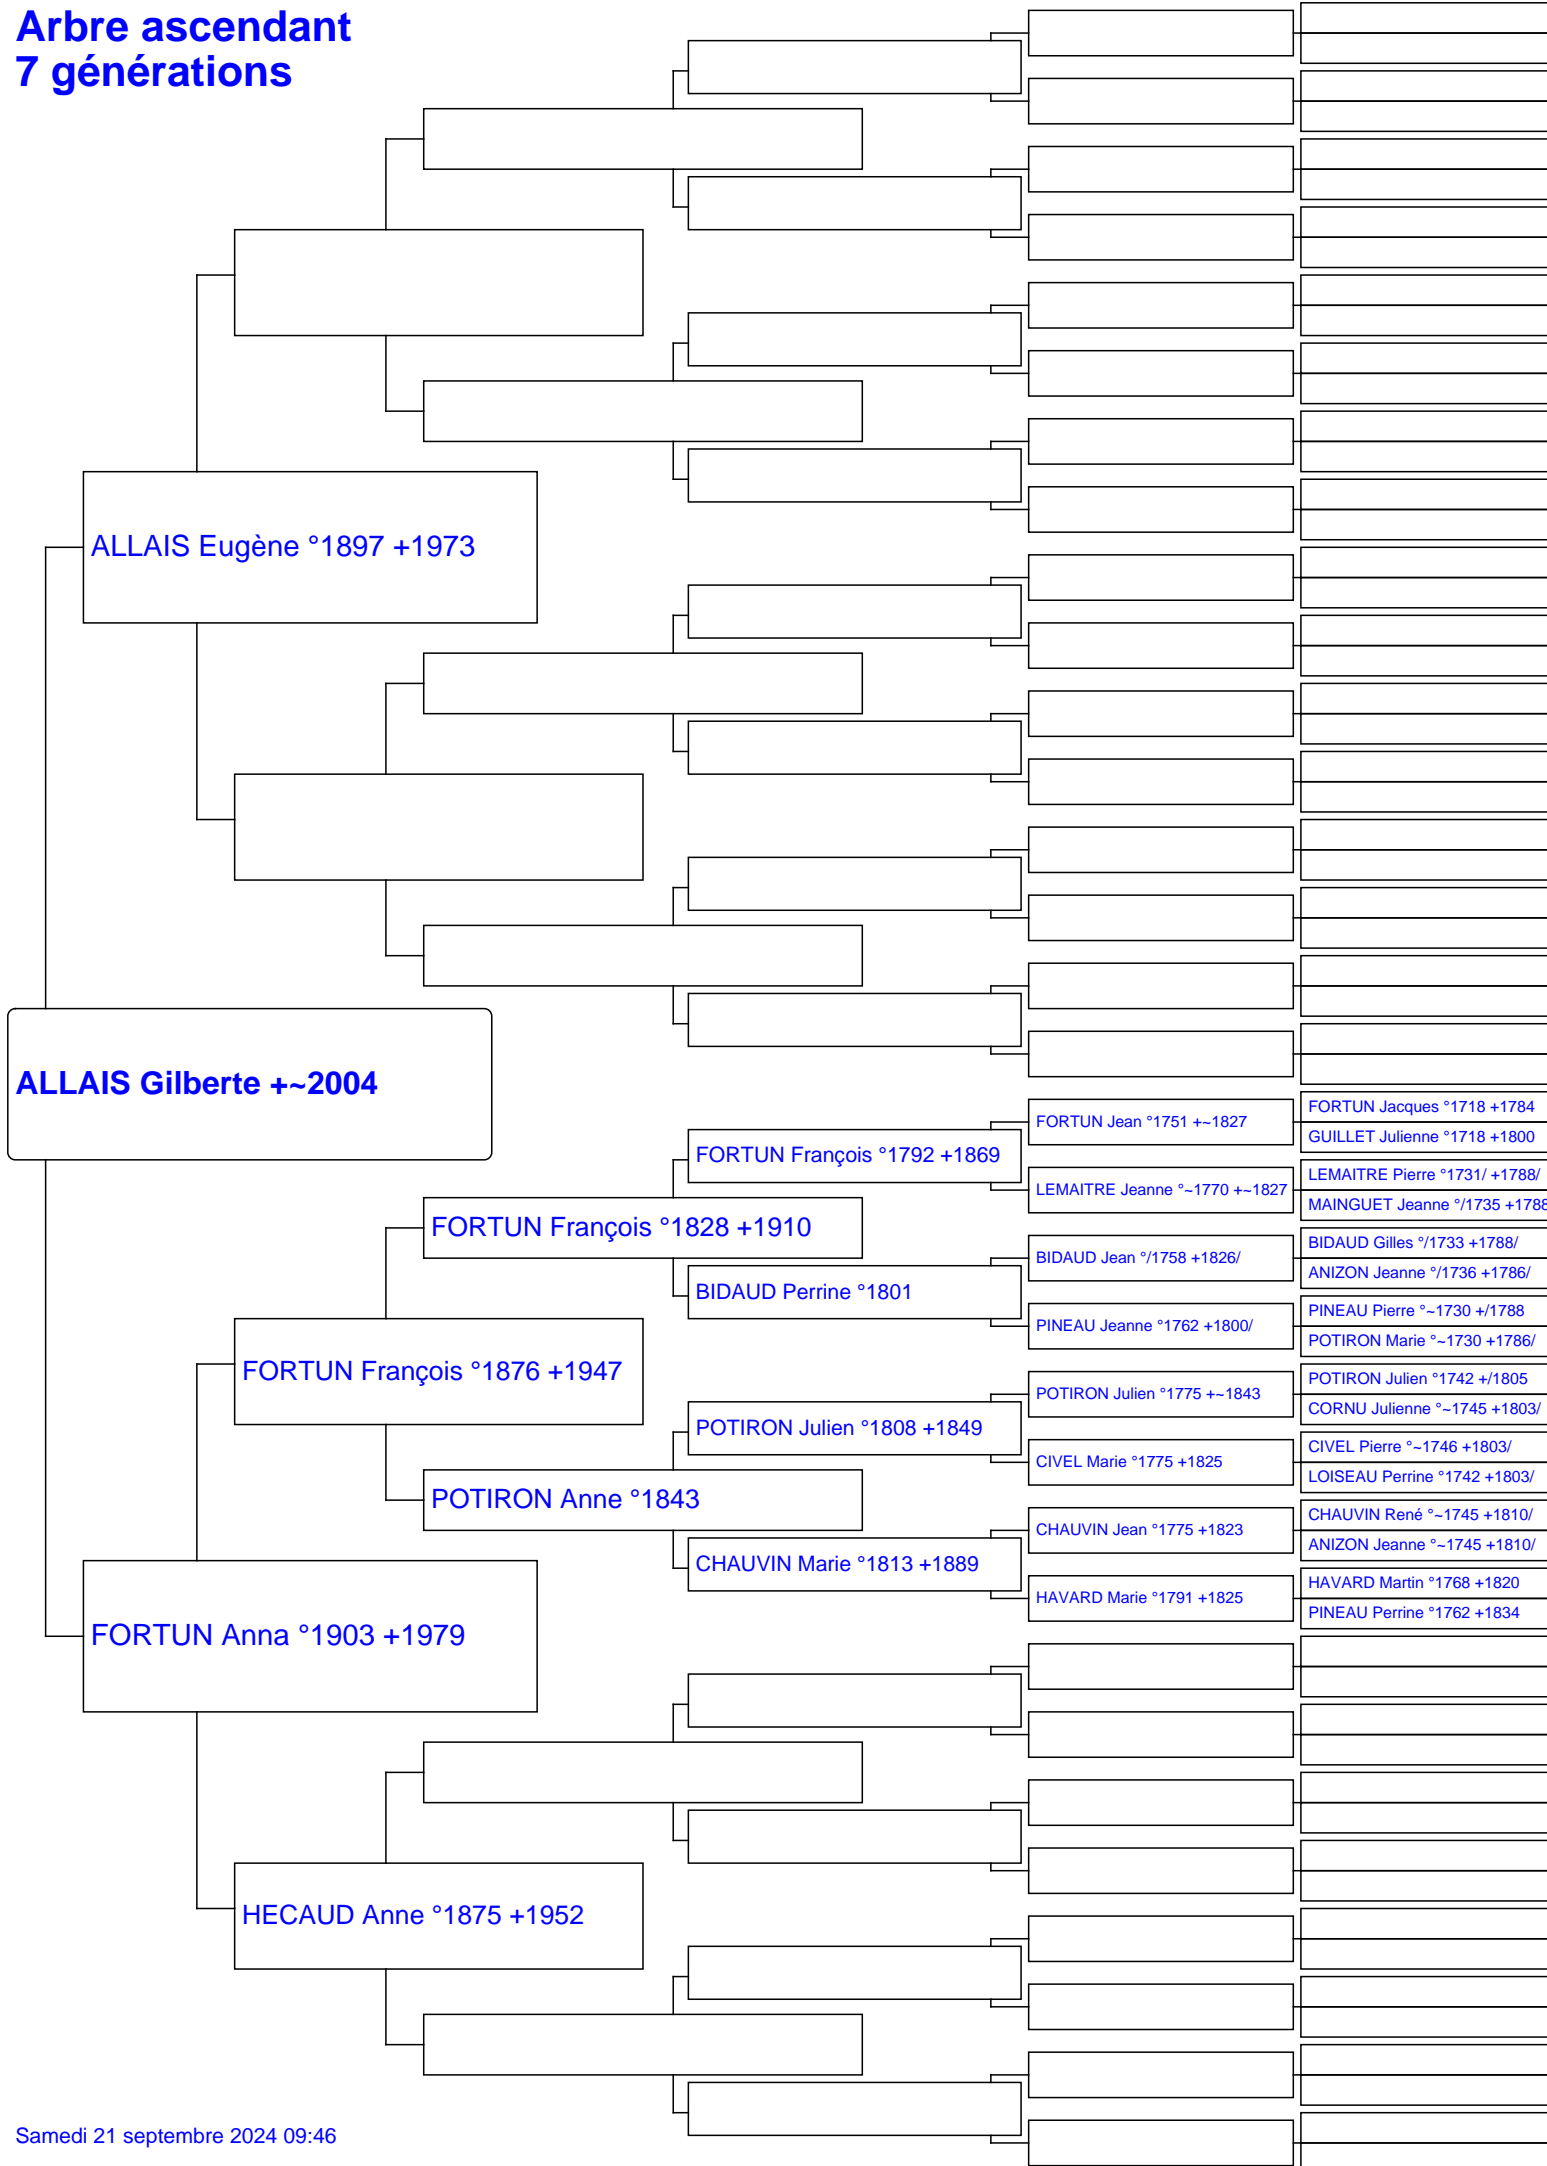 Arbre ascendant
7 générations
ALLAIS Eugène °1897 +1973
ALLAIS Gilberte +~2004
FORTUN Jean °1751 +~1827
FORTUN Jacques °1718 +1784
GUILLET Julienne °1718 +1800
FORTUN François °1792 +1869
LEMAITRE Jeanne °~1770 +~1827
LEMAITRE Pierre °1731/ +1788/
MAINGUET Jeanne °/1735 +1788
FORTUN François °1828 +1910
BIDAUD Jean °/1758 +1826/
BIDAUD Gilles °/1733 +1788/
ANIZON Jeanne °/1736 +1786/
BIDAUD Perrine °1801
PINEAU Jeanne °1762 +1800/
PINEAU Pierre °~1730 +/1788
POTIRON Marie °~1730 +1786/
FORTUN François °1876 +1947
POTIRON Julien °1775 +~1843
POTIRON Julien °1742 +/1805
CORNU Julienne °~1745 +1803/
POTIRON Julien °1808 +1849
CIVEL Marie °1775 +1825
CIVEL Pierre °~1746 +1803/
LOISEAU Perrine °1742 +1803/
POTIRON Anne °1843
CHAUVIN Jean °1775 +1823
CHAUVIN René °~1745 +1810/
ANIZON Jeanne °~1745 +1810/
CHAUVIN Marie °1813 +1889
HAVARD Marie °1791 +1825
HAVARD Martin °1768 +1820
PINEAU Perrine °1762 +1834
FORTUN Anna °1903 +1979
HECAUD Anne °1875 +1952
Samedi 21 septembre 2024 09:46